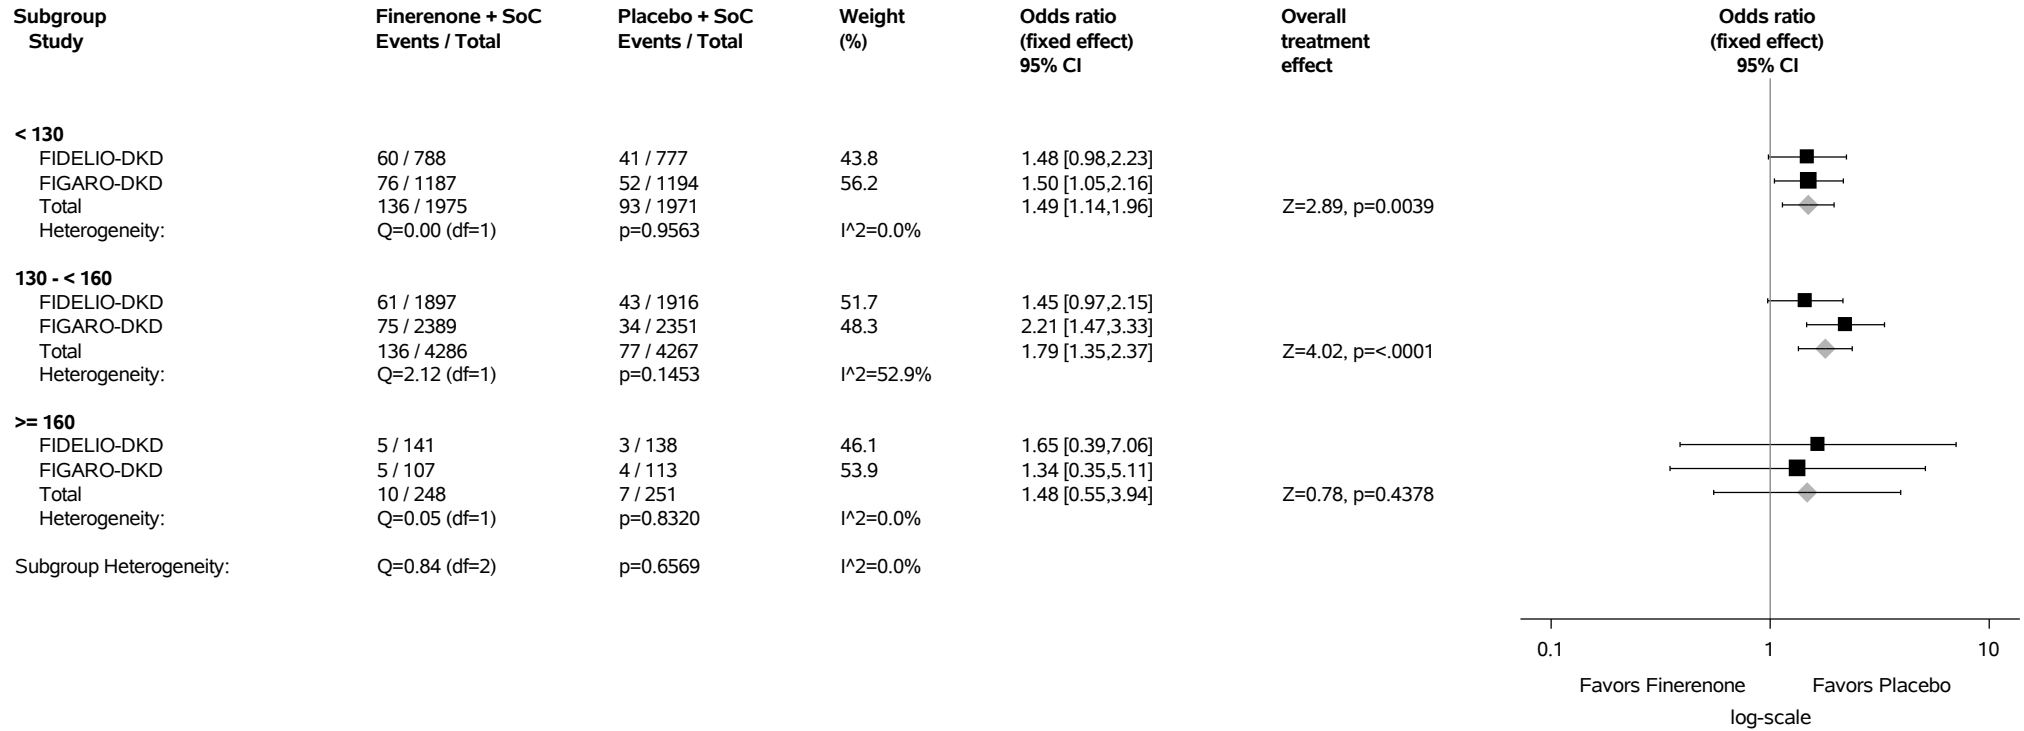 Subgroup Finerenone + SoC Placebo + SoC Weight Odds ratio Overall Odds ratio
Study Events / Total Events / Total (%) (fixed effect) treatment (fixed effect)
95% CI effect 95% CI
< 130
FIDELIO-DKD 60 / 788 41 / 777 43.8 1.48 [0.98,2.23]
FIGARO-DKD 76 / 1187 52 / 1194 56.2 1.50 [1.05,2.16]
Total 136 / 1975 93 / 1971 1.49 [1.14,1.96] Z=2.89, p=0.0039
Heterogeneity: Q=0.00 (df=1) p=0.9563 I^2=0.0%
130 - < 160
FIDELIO-DKD 61 / 1897 43 / 1916 51.7 1.45 [0.97,2.15]
FIGARO-DKD 75 / 2389 34 / 2351 48.3 2.21 [1.47,3.33]
Total 136 / 4286 77 / 4267 1.79 [1.35,2.37] Z=4.02, p=<.0001
Heterogeneity: Q=2.12 (df=1) p=0.1453 I^2=52.9%
>= 160
FIDELIO-DKD 5 / 141 3 / 138 46.1 1.65 [0.39,7.06]
FIGARO-DKD 5 / 107 4 / 113 53.9 1.34 [0.35,5.11]
Total 10 / 248 7 / 251 1.48 [0.55,3.94] Z=0.78, p=0.4378
Heterogeneity: Q=0.05 (df=1) p=0.8320 I^2=0.0%
Subgroup Heterogeneity: Q=0.84 (df=2) p=0.6569 I^2=0.0%
0.1 1 10
Favors Finerenone Favors Placebo
log-scale